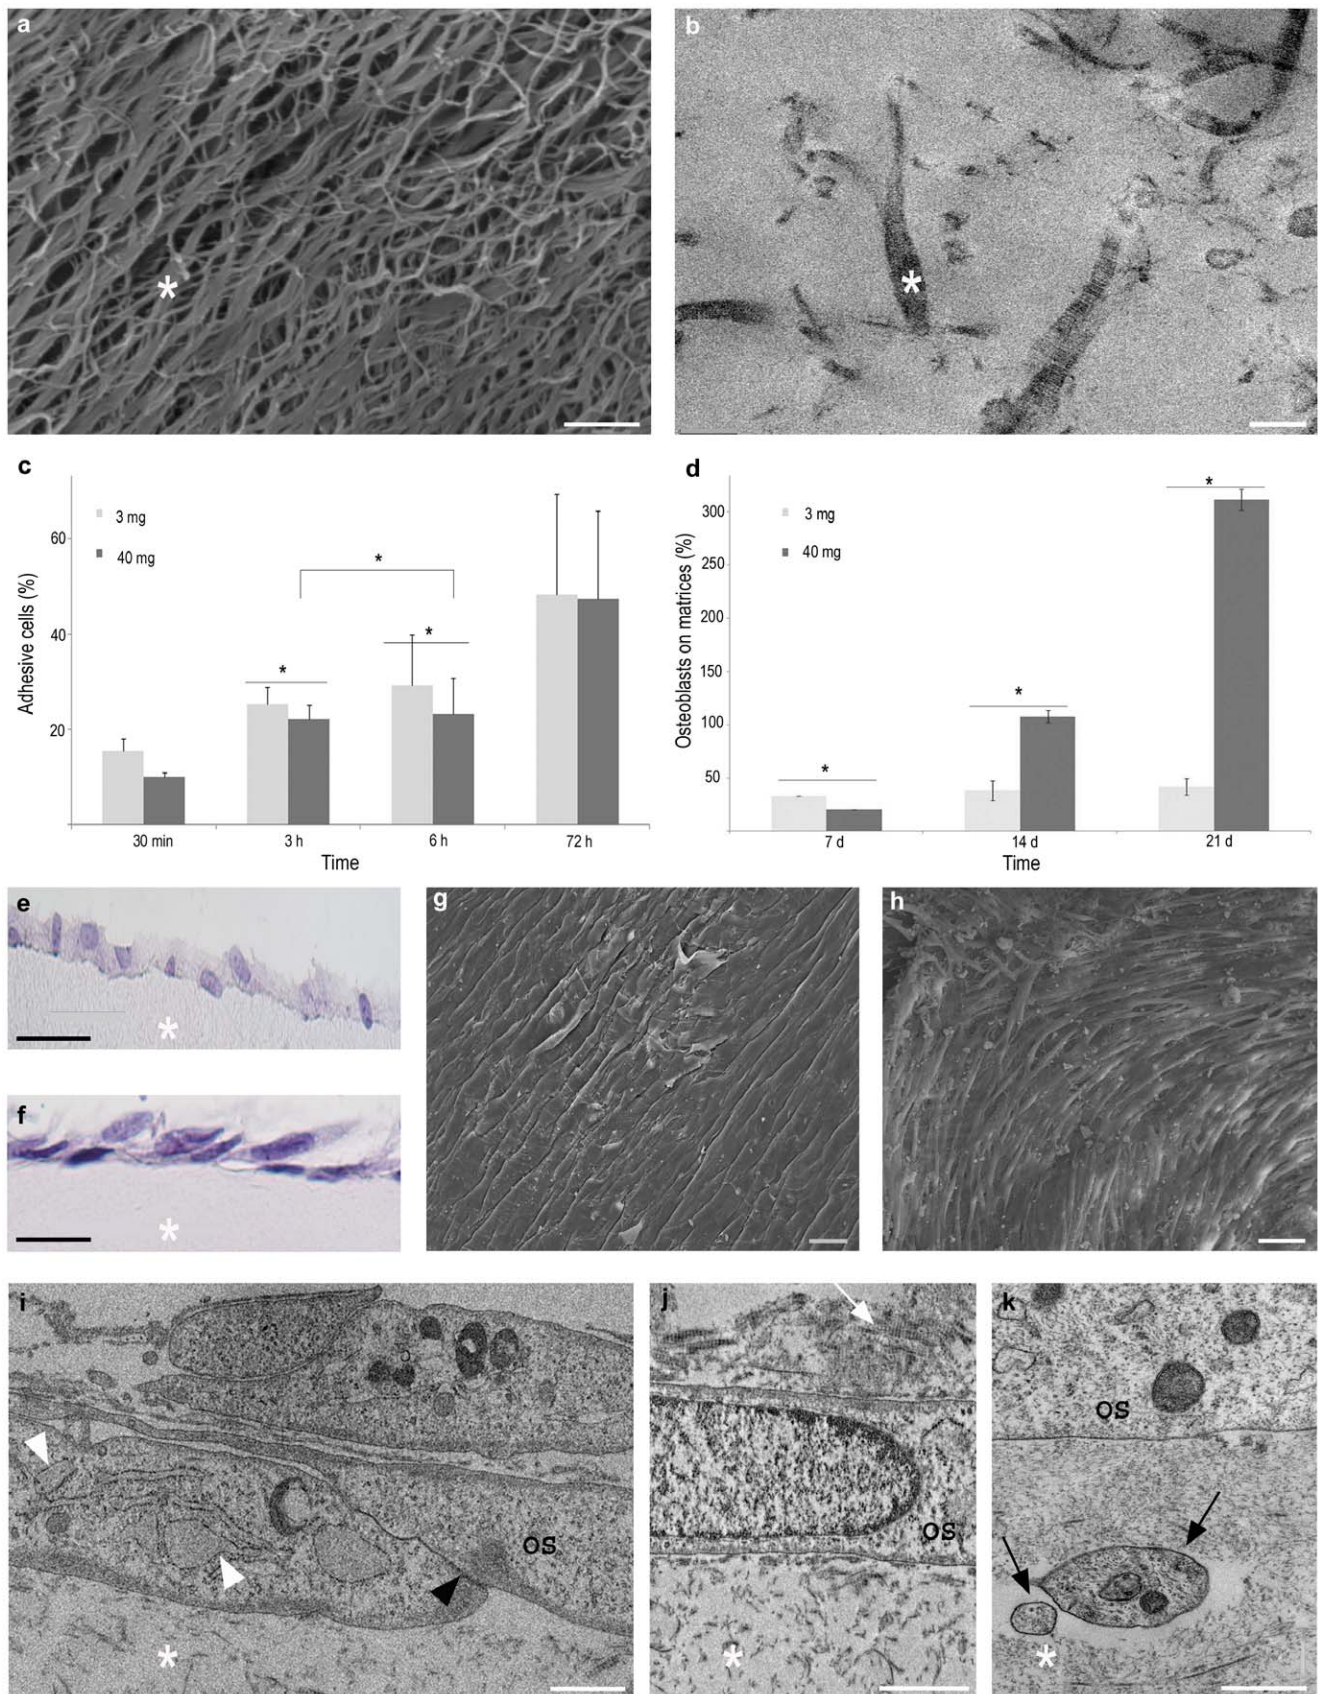 a
b
c
3 mg
40 mg
Adhesive cells (%)
60
40
20
*
*
*
30 min
3 h
6 h
72 h
Time
d
3 mg
40 mg
Osteoblasts on matrices (%)
300
250
200
150
100
50
*
*
*
7 d
14 d
21 d
Time
e
f
g
h
i
os
j
os
k
os